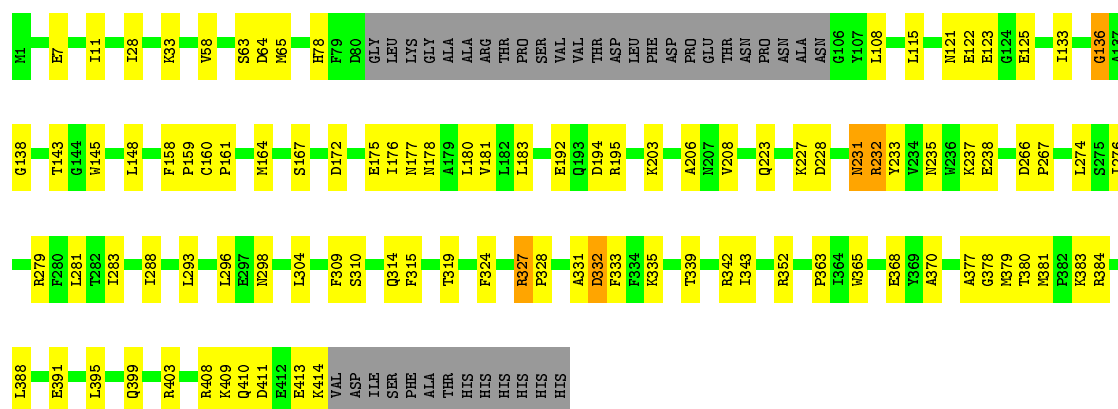 M1 E7 I11 I28 K33 V58 S63 D64 M65 H78 F79 D80 GLY LEU LYS GLY ALA ALA ARG THR PRO SER VAL VAL THR ASP LEU PHE ASP PRO GLU THR ASN PRO ASN ALA ASN G106 Y107 L108 L115 N121 E122 E123 G124 E125 I133 G136 A137
G138 T143 G144 W145 L148 F158 P159 C160 P161 M164 S167 D172 E175 I176 N177 N178 A179 L180 V181 L182 L183 E192 Q193 D194 R195 K203 A206 N207 V208 Q223 K227 D228 N231 R232 Y233 V234 N235 W236 K237 E238 D266 P267 L274 S275 I276
R279 F280 L281 T282 I283 I288 L293 L296 E297 N298 L304 F309 S310 Q314 F315 T319 F324 R327 P328 A331 D332 F333 F334 K335 T339 R342 I343 R352 P363 I364 W365 E368 Y369 A370 A377 G378 M379 T380 M381 P382 K383 R384
L388 E391 L395 Q399 R403 R408 K409 Q410 D411 E412 E413 K414 VAL ASP ILE SER PHE ALA THR HIS HIS HIS HIS HIS HIS